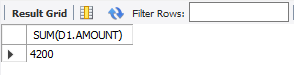 Result Grid Filter Rows:
SUM(D1.AMOUNT)
4200